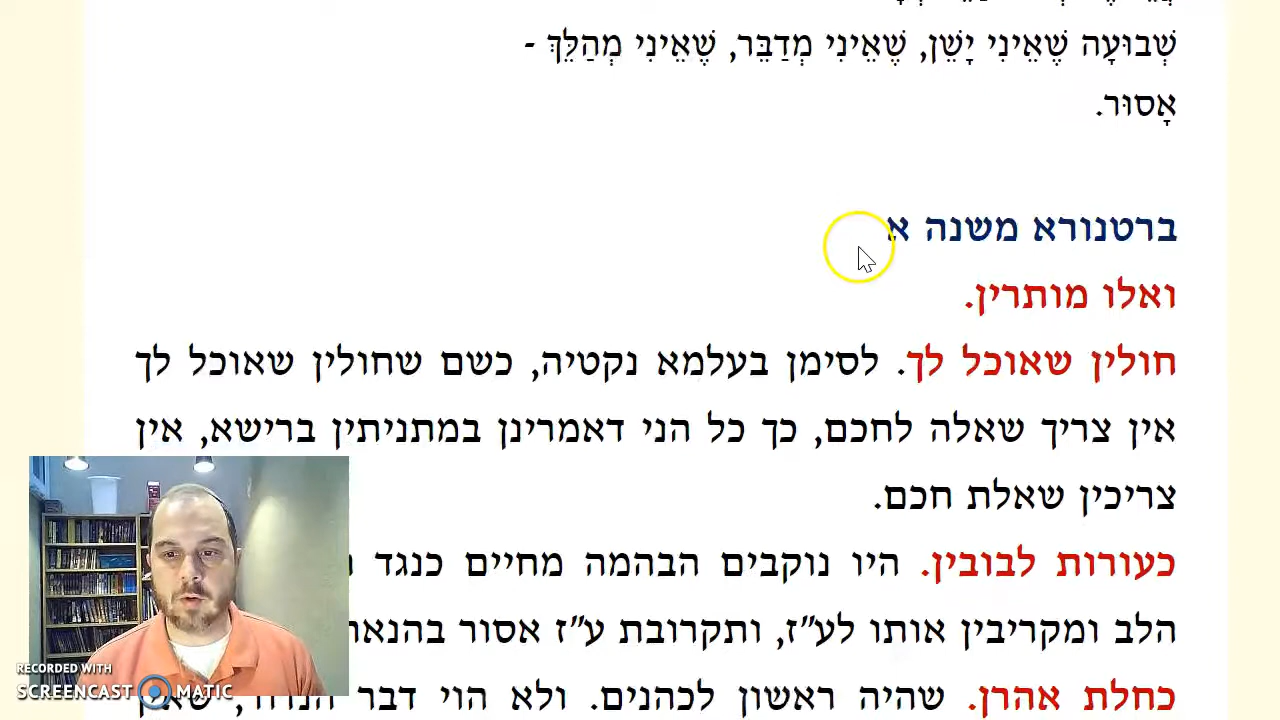 שְׁבוּעָה שֶׁאֵינִי יָשֵׁן, שֶׁאֵינִי מְדַבֵּר, שֶׁאֵינִי מְהַלֵּךְ -
אָסוּר.
ברטנורא משנה א
ואלו מותרין.
חולין שאוכל לך. לסימן בעלמא נקטיה, כשם שחולין שאוכל לך
אין צריך שאלה לחכם, כך כל הני דאמרינן במתניתין ברישא, אין
צריכין שאלת חכם.
כעורות לבובין. היו נוקבים הבהמה מחיים כנגד
הלב ומקריבין אותו לע"ז, ותקרובת ע"ז אסור בהנאה
כחלת אהרן. שהיה ראשון לכהנים. ולא הוי דבר הנדור, שאין
RECORDED WITH
SCREENCAST MATIC